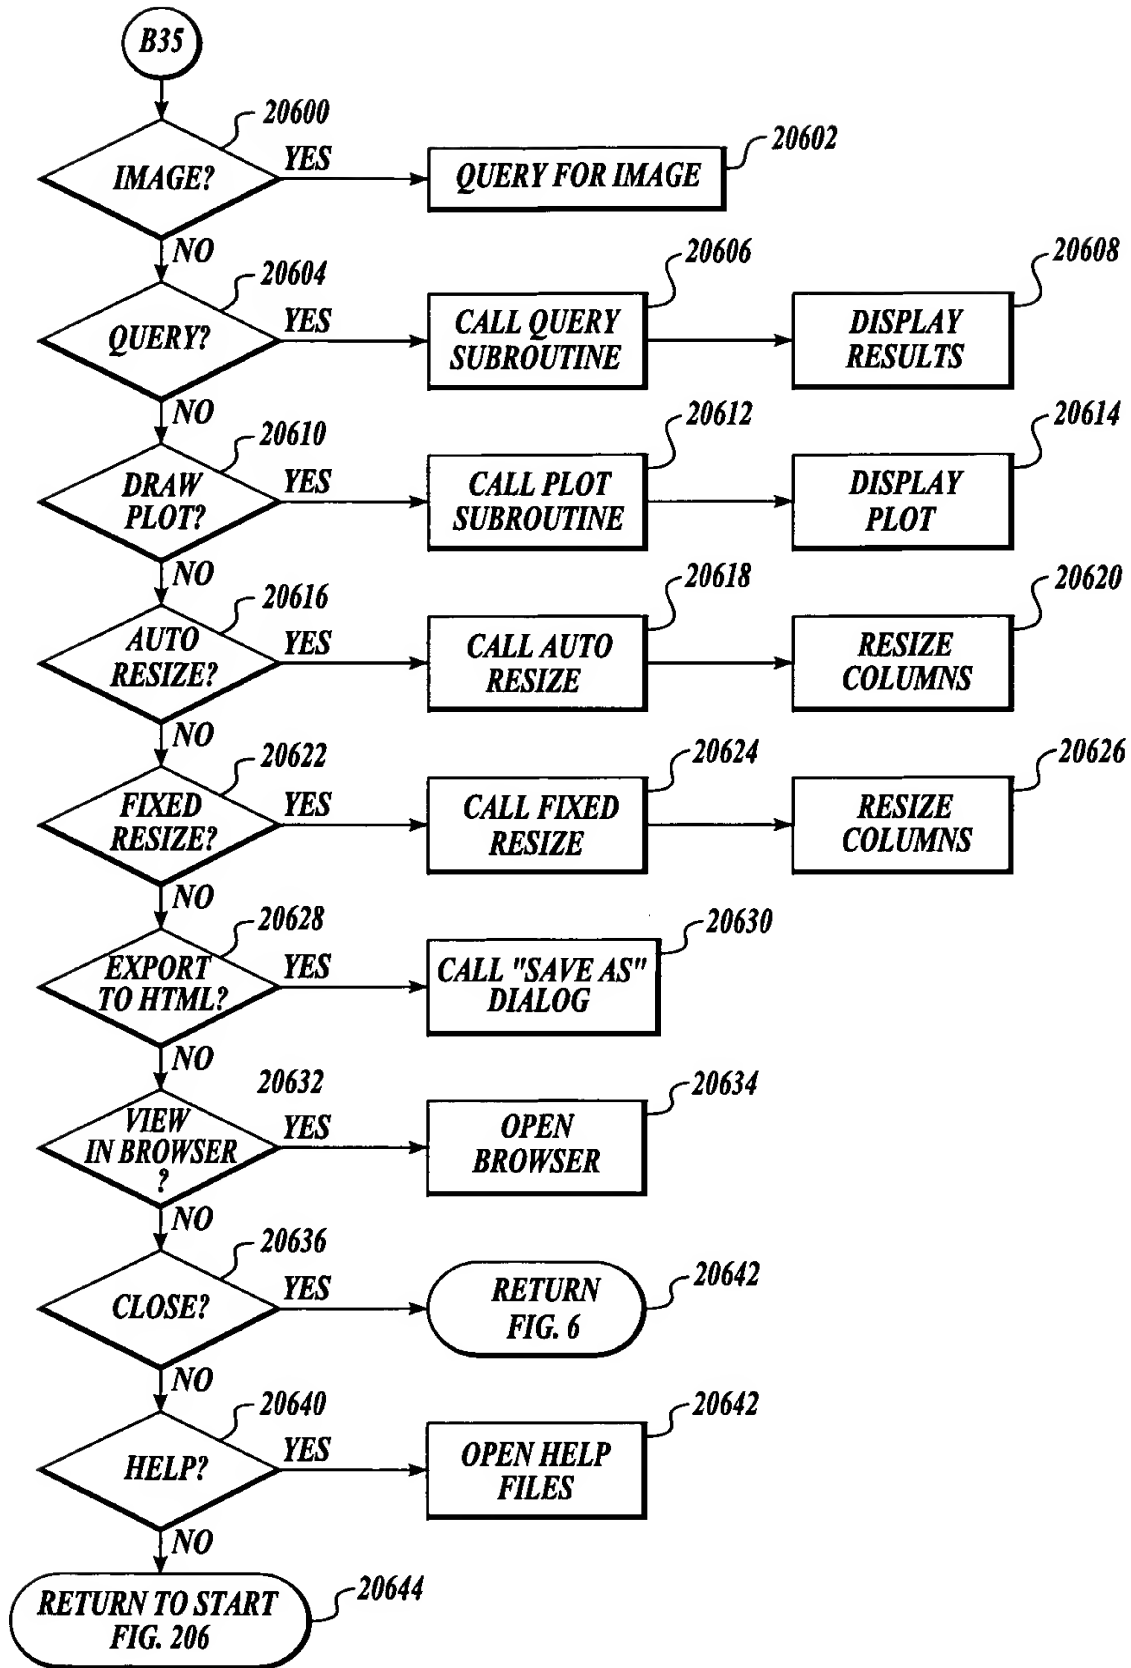 B35
20600
IMAGE?
YES
QUERY FOR IMAGE
20602
NO
20604
QUERY?
YES
CALL QUERY
SUBROUTINE
20606
DISPLAY
RESULTS
20608
NO
20610
DRAW
PLOT?
YES
CALL PLOT
SUBROUTINE
20612
DISPLAY
PLOT
20614
NO
20616
AUTO
RESIZE?
YES
CALL AUTO
RESIZE
20618
RESIZE
COLUMNS
20620
NO
20622
FIXED
RESIZE?
YES
CALL FIXED
RESIZE
20624
RESIZE
COLUMNS
20626
NO
20628
EXPORT
TO HTML?
YES
CALL "SAVE AS"
DIALOG
20630
NO
20632
VIEW
IN BROWSER
?
YES
OPEN
BROWSER
20634
NO
20636
CLOSE?
YES
RETURN
FIG. 6
20642
NO
20640
HELP?
YES
OPEN HELP
FILES
20642
NO
RETURN TO START
FIG. 206
20644